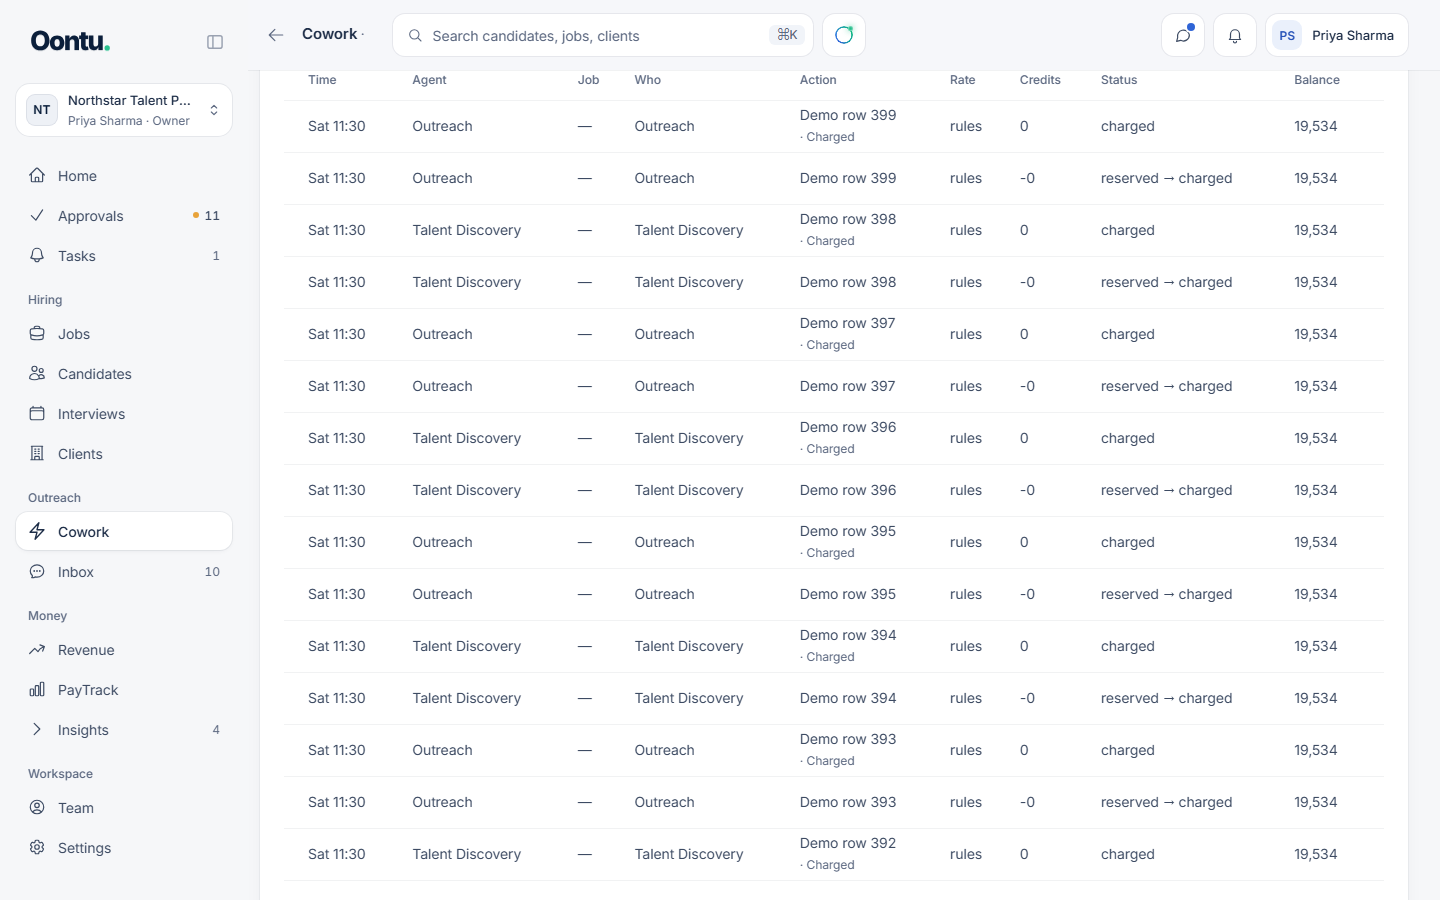 Oontu.
NT
Northstar Talent P...
Priya Sharma · Owner
Home
Approvals 11
Tasks 1
Hiring
Jobs
Candidates
Interviews
Clients
Outreach
Cowork
Inbox 10
Money
Revenue
PayTrack
Insights 4
Workspace
Team
Settings
Cowork ·
Search candidates, jobs, clients ⌘K
PS Priya Sharma
Time Agent Job Who Action Rate Credits Status Balance
Sat 11:30 Outreach — Outreach Demo row 399 rules 0 charged 19,534
· Charged
Sat 11:30 Outreach — Outreach Demo row 399 rules -0 reserved → charged 19,534
Sat 11:30 Talent Discovery — Talent Discovery Demo row 398 rules 0 charged 19,534
· Charged
Sat 11:30 Talent Discovery — Talent Discovery Demo row 398 rules -0 reserved → charged 19,534
Sat 11:30 Outreach — Outreach Demo row 397 rules 0 charged 19,534
· Charged
Sat 11:30 Outreach — Outreach Demo row 397 rules -0 reserved → charged 19,534
Sat 11:30 Talent Discovery — Talent Discovery Demo row 396 rules 0 charged 19,534
· Charged
Sat 11:30 Talent Discovery — Talent Discovery Demo row 396 rules -0 reserved → charged 19,534
Sat 11:30 Outreach — Outreach Demo row 395 rules 0 charged 19,534
· Charged
Sat 11:30 Outreach — Outreach Demo row 395 rules -0 reserved → charged 19,534
Sat 11:30 Talent Discovery — Talent Discovery Demo row 394 rules 0 charged 19,534
· Charged
Sat 11:30 Talent Discovery — Talent Discovery Demo row 394 rules -0 reserved → charged 19,534
Sat 11:30 Outreach — Outreach Demo row 393 rules 0 charged 19,534
· Charged
Sat 11:30 Outreach — Outreach Demo row 393 rules -0 reserved → charged 19,534
Sat 11:30 Talent Discovery — Talent Discovery Demo row 392 rules 0 charged 19,534
· Charged